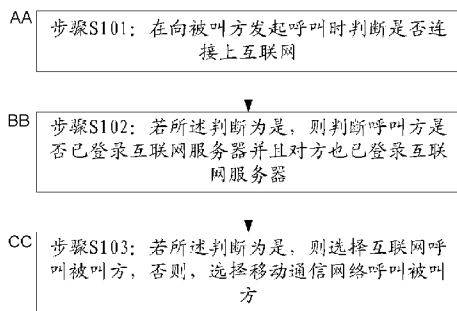 AA
步骤S101：在向被叫方发起呼叫时判断是否连
接上互联网
BB
步骤S102：若所述判断为是，则判断呼叫方是
否已登录互联网服务器并且对方也已登录互联
网服务器
CC
步骤S103：若所述判断为是，则选择互联网呼
叫被叫方，否则，选择移动通信网络呼叫被叫
方